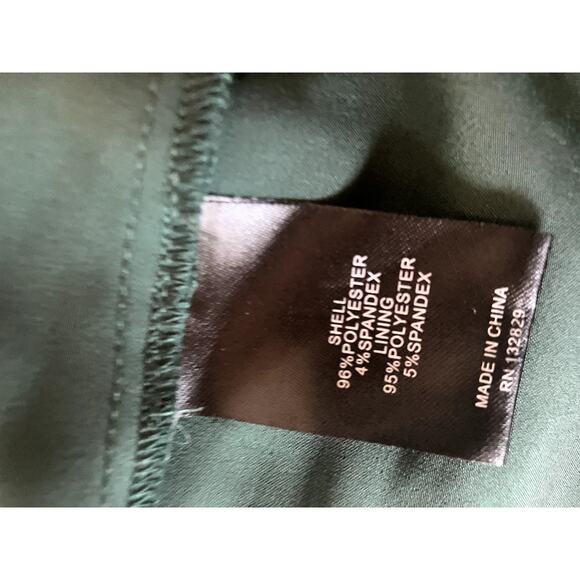 SHELL
96%POLYESTER
4%SPANDEX
LINING
95%POLYESTER
5%SPANDEX
MADE IN CHINA
RN 132829